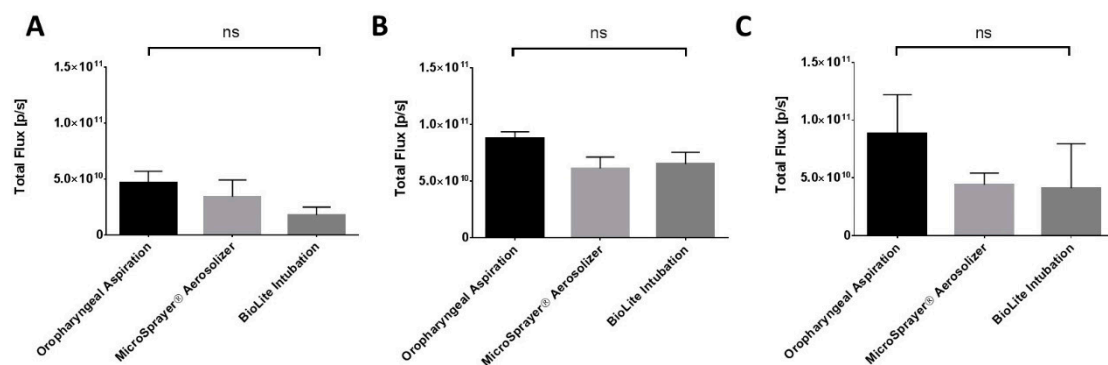 A
ns
Total Flux [p/s]
1.5×10¹¹
1.0×10¹¹
5.0×10¹⁰
0
Oropharyngeal Aspiration
MicroSprayer® Aerosolizer
BioLite Intubation
B
ns
Total Flux [p/s]
1.5×10¹¹
1.0×10¹¹
5.0×10¹⁰
0
Oropharyngeal Aspiration
MicroSprayer® Aerosolizer
BioLite Intubation
C
ns
Total Flux [p/s]
1.5×10¹¹
1.0×10¹¹
5.0×10¹⁰
0
Oropharyngeal Aspiration
MicroSprayer® Aerosolizer
BioLite Intubation